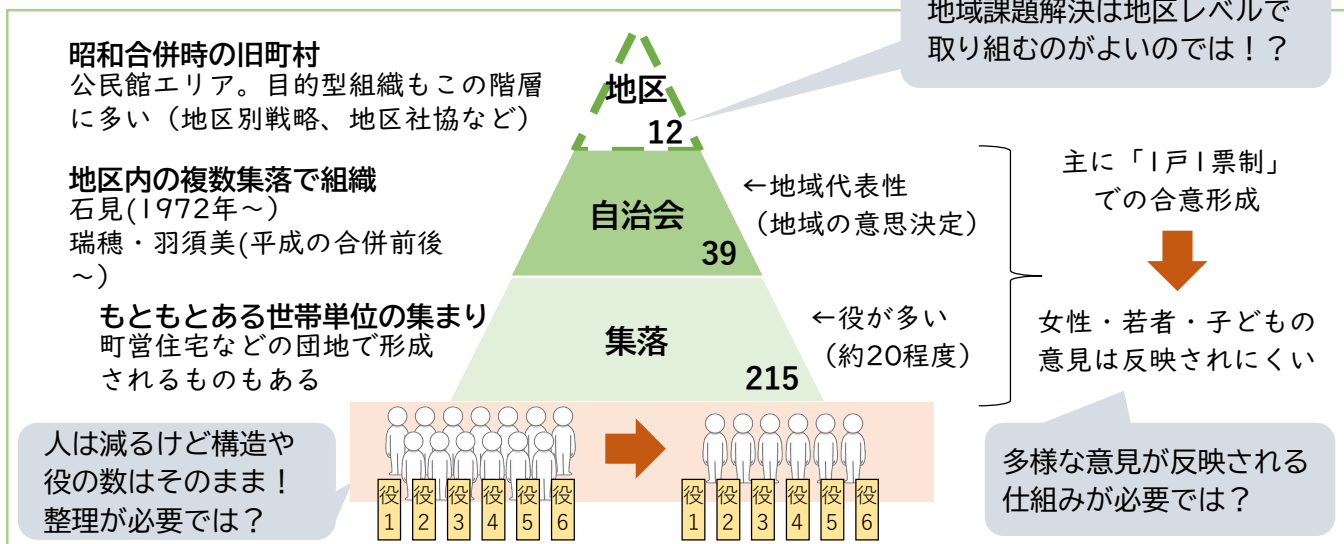 地域課題解決は地区レベルで
取り組むのがよいのでは！？
昭和合併時の旧町村
公民館エリア。目的型組織もこの階層
に多い（地区別戦略、地区社協など）
地区
12
地区内の複数集落で組織
石見(1972年～)
瑞穂・羽須美(平成の合併前後
～)
自治会
39
←地域代表性
（地域の意思決定）
主に「1戸1票制」
での合意形成
もともとある世帯単位の集まり
町営住宅などの団地で形成
されるものもある
集落
215
←役が多い
（約20程度）
女性・若者・子どもの
意見は反映されにくい
人は減るけど構造や
役の数はそのまま！
整理が必要では？
役1 役2 役3 役4 役5 役6
役1 役2 役3 役4 役5 役6
多様な意見が反映される
仕組みが必要では？